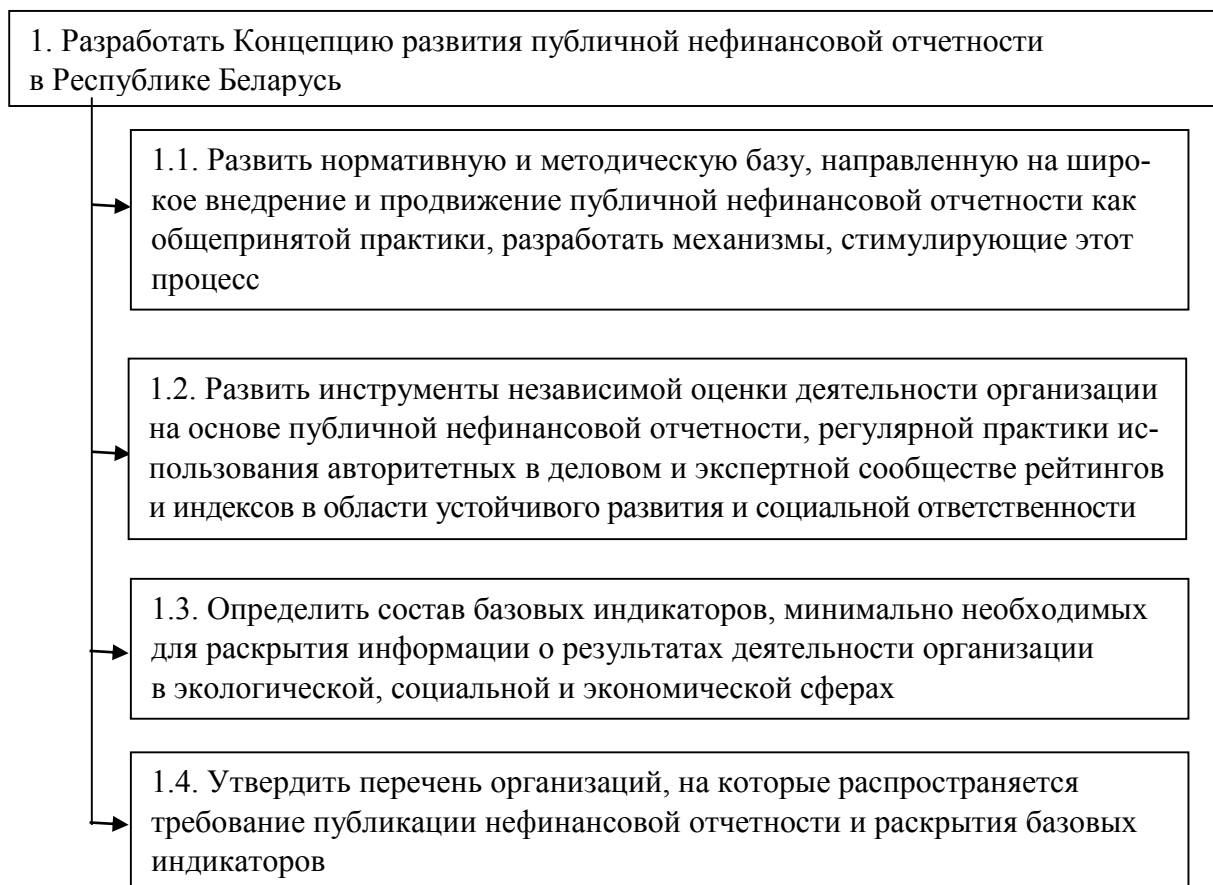 1. Разработать Концепцию развития публичной нефинансовой отчетности
в Республике Беларусь
1.1. Развить нормативную и методическую базу, направленную на широ-
кое внедрение и продвижение публичной нефинансовой отчетности как
общепринятой практики, разработать механизмы, стимулирующие этот
процесс
1.2. Развить инструменты независимой оценки деятельности организации
на основе публичной нефинансовой отчетности, регулярной практики ис-
пользования авторитетных в деловом и экспертной сообществе рейтингов
и индексов в области устойчивого развития и социальной ответственности
1.3. Определить состав базовых индикаторов, минимально необходимых
для раскрытия информации о результатах деятельности организации
в экологической, социальной и экономической сферах
1.4. Утвердить перечень организаций, на которые распространяется
требование публикации нефинансовой отчетности и раскрытия базовых
индикаторов